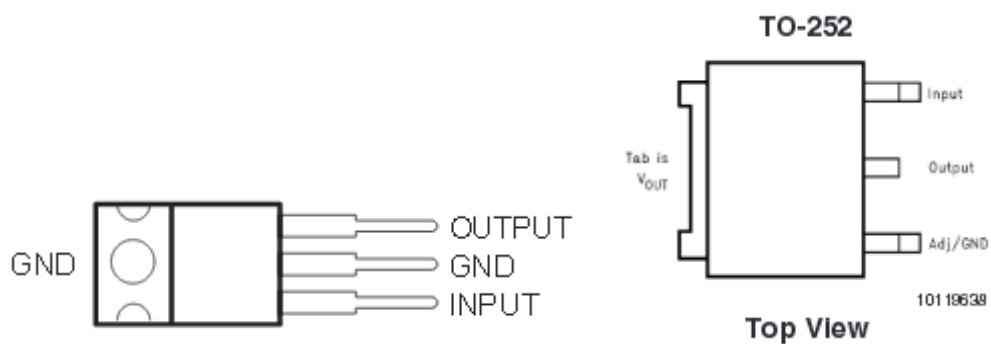 GND
OUTPUT
GND
INPUT
TO-252
Tab is
VOUT
Input
Output
Adj/GND
10119638
Top View